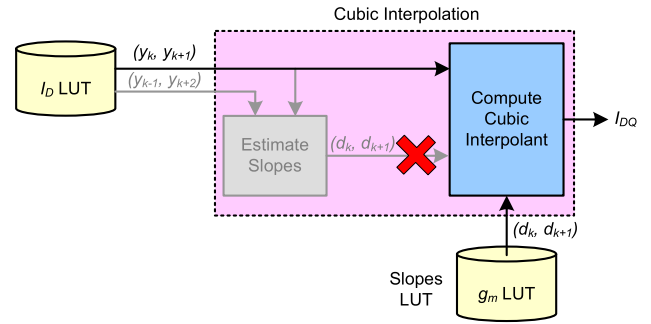 Cubic Interpolation
(yk, yk+1)
(yk-1, yk+2)
ID LUT
Estimate
Slopes
(dk, dk+1)
Compute
Cubic
Interpolant
IDQ
(dk, dk+1)
Slopes
LUT
gm LUT